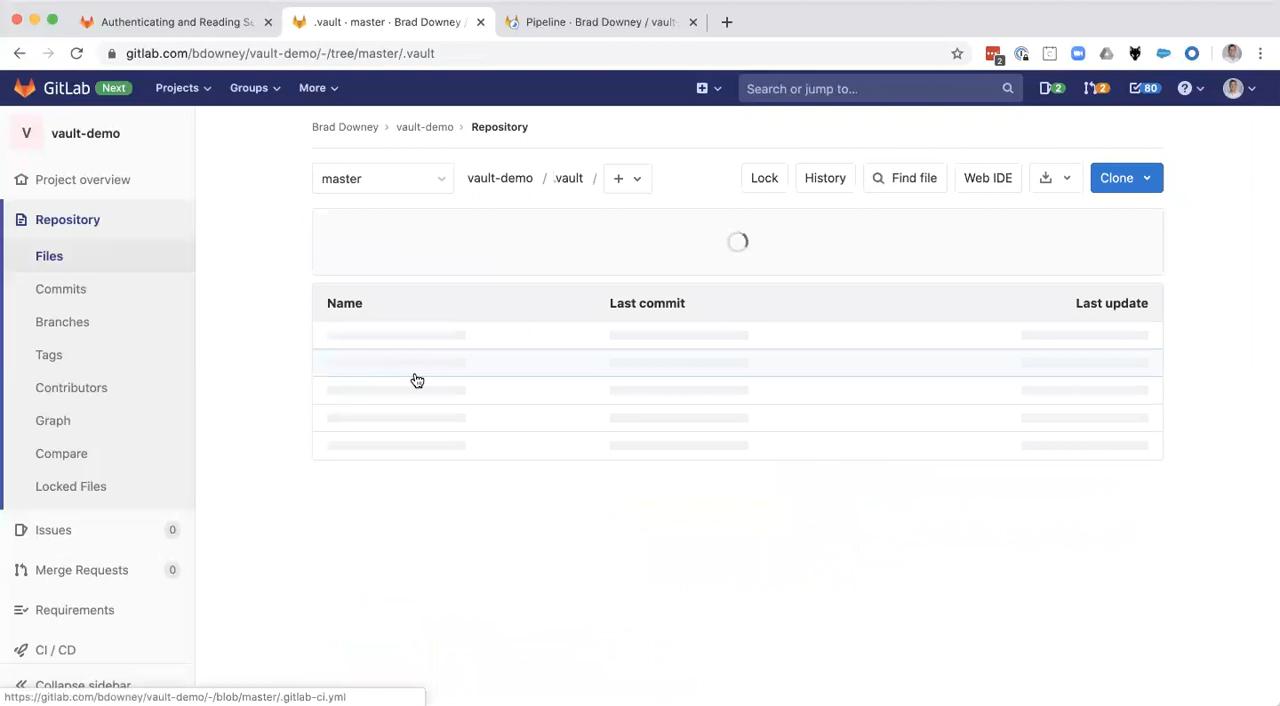 Authenticating and Reading Se
.vault · master · Brad Downey /
Pipeline · Brad Downey / vault-
gitlab.com/bdowney/vault-demo/-/tree/master/.vault
2
GitLab Next Projects Groups More Search or jump to... 2 2 80
V vault-demo
Project overview
Repository
Files
Commits
Branches
Tags
Contributors
Graph
Compare
Locked Files
Issues 0
Merge Requests 0
Requirements
CI / CD
Collapse sidebar
Brad Downey › vault-demo › Repository
master vault-demo / .vault / + Lock History Find file Web IDE Clone
Name Last commit Last update
https://gitlab.com/bdowney/vault-demo/-/blob/master/.gitlab-ci.yml